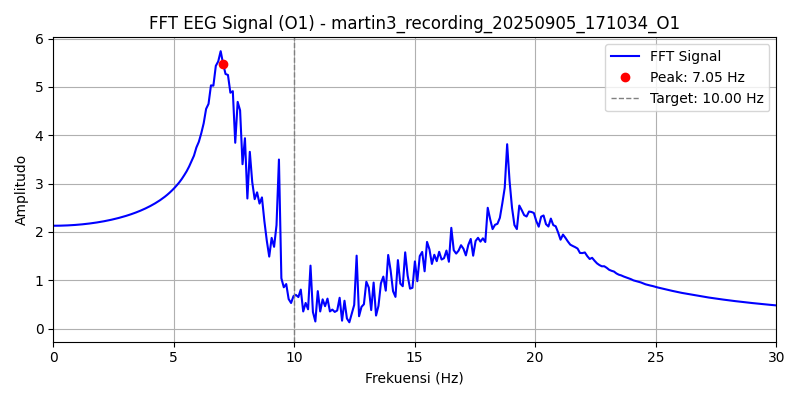 FFT EEG Signal (O1) - martin3_recording_20250905_171034_O1
6
5
4
3
2
1
0
Amplitudo
FFT Signal
Peak: 7.05 Hz
Target: 10.00 Hz
0 5 10 15 20 25 30
Frekuensi (Hz)